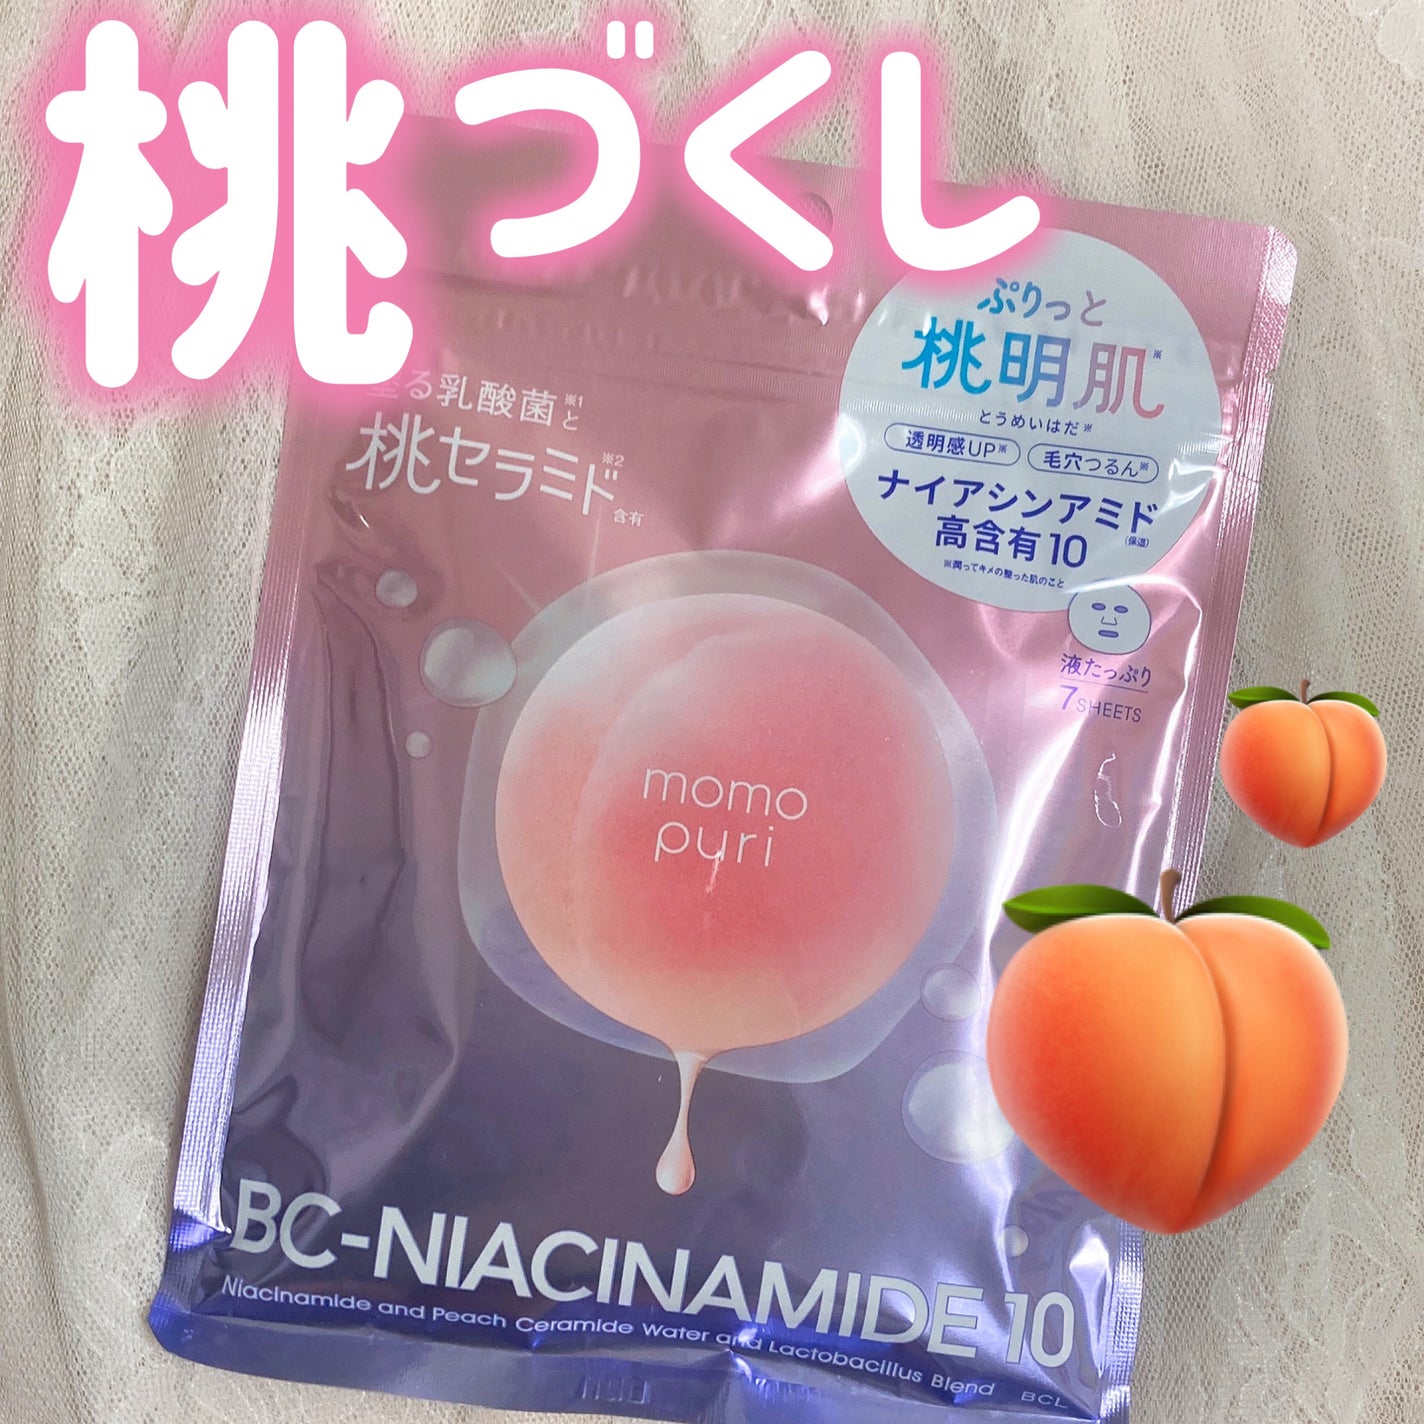 桃づくし
ぷりっと
桃明肌※
とうめいはだ※
透明感UP※ 毛穴つるん※
ナイアシンアミド
(保湿)
高含有10
※潤ってキメの整った肌のこと
る乳酸菌※1と
桃セラミド※2
含有
液たっぷり
7SHEETS
momo
puri
BC-NIACINAMIDE 10
Niacinamide and Peach Ceramide Water and Lactobacillus Blend
BCL